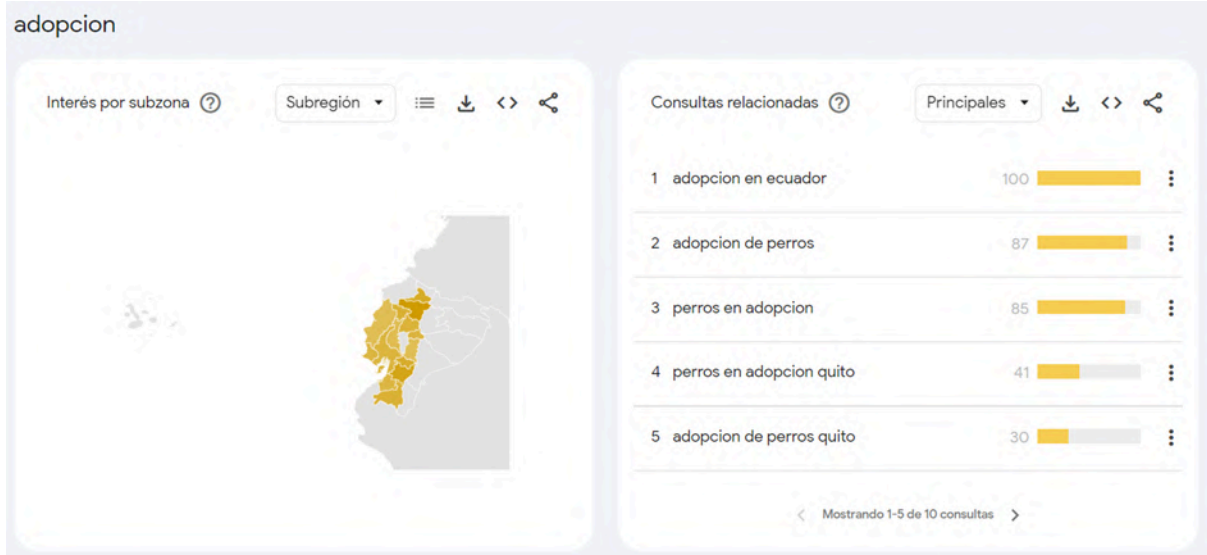 adopcion
Interés por subzona
Subregión
Consultas relacionadas
Principales
1 adopcion en ecuador 100
2 adopcion de perros 87
3 perros en adopcion 85
4 perros en adopcion quito 41
5 adopcion de perros quito 30
Mostrando 1-5 de 10 consultas